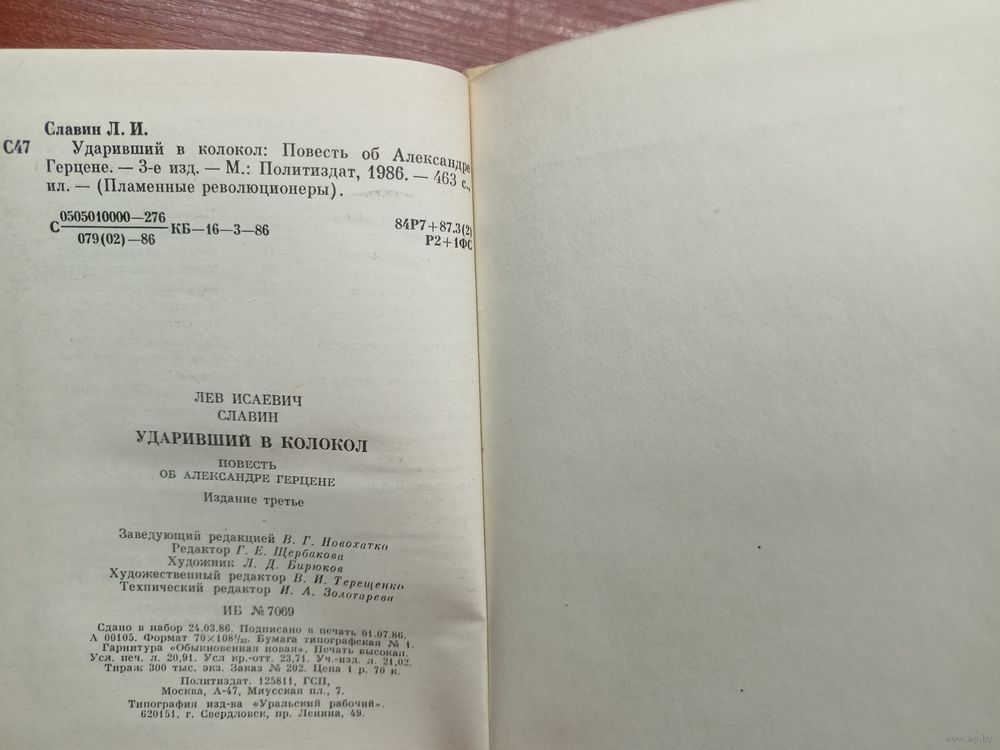 Славин Л. И.
С47 Ударивший в колокол: Повесть об Александре
Герцене. — 3-е изд. — М.: Политиздат, 1986. — 463 с.,
ил. — (Пламенные революционеры).
С 0505010000—276 КБ—16—3—86 84Р7+87.3(2)
079(02)—86 Р2+1ФС
ЛЕВ ИСАЕВИЧ
СЛАВИН
УДАРИВШИЙ В КОЛОКОЛ
ПОВЕСТЬ
ОБ АЛЕКСАНДРЕ ГЕРЦЕНЕ
Издание третье
Заведующий редакцией В. Г. Новохатко
Редактор Г. Е. Щербакова
Художник Л. Д. Бирюков
Художественный редактор В. И. Терещенко
Технический редактор И. А. Золотарева
ИБ № 7069
Сдано в набор 24.03.86. Подписано в печать 01.07.86.
А 00105. Формат 70×108 1/32. Бумага типографская № 1.
Гарнитура «Обыкновенная новая». Печать высокая.
Усл. печ. л. 20,91. Усл кр.-отт. 23,71. Уч.-изд. л. 21,02.
Тираж 300 тыс. экз. Заказ № 202. Цена 1 р. 70 к.
Политиздат. 125811, ГСП,
Москва, А-47, Миусская пл., 7.
Типография изд-ва «Уральский рабочий».
620151. г. Свердловск, пр. Ленина, 49.
www.ay.by